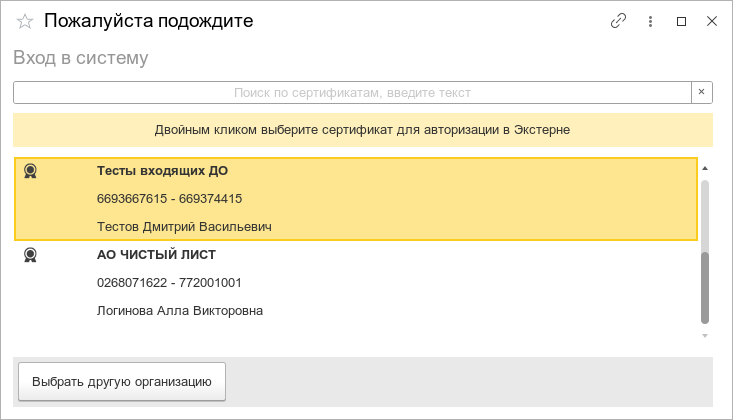 Пожалуйста подождите
Вход в систему
Поиск по сертификатам, введите текст
Двойным кликом выберите сертификат для авторизации в Экстерне
Тесты входящих ДО
6693667615 - 669374415
Тестов Дмитрий Васильевич
АО ЧИСТЫЙ ЛИСТ
0268071622 - 772001001
Логинова Алла Викторовна
Выбрать другую организацию